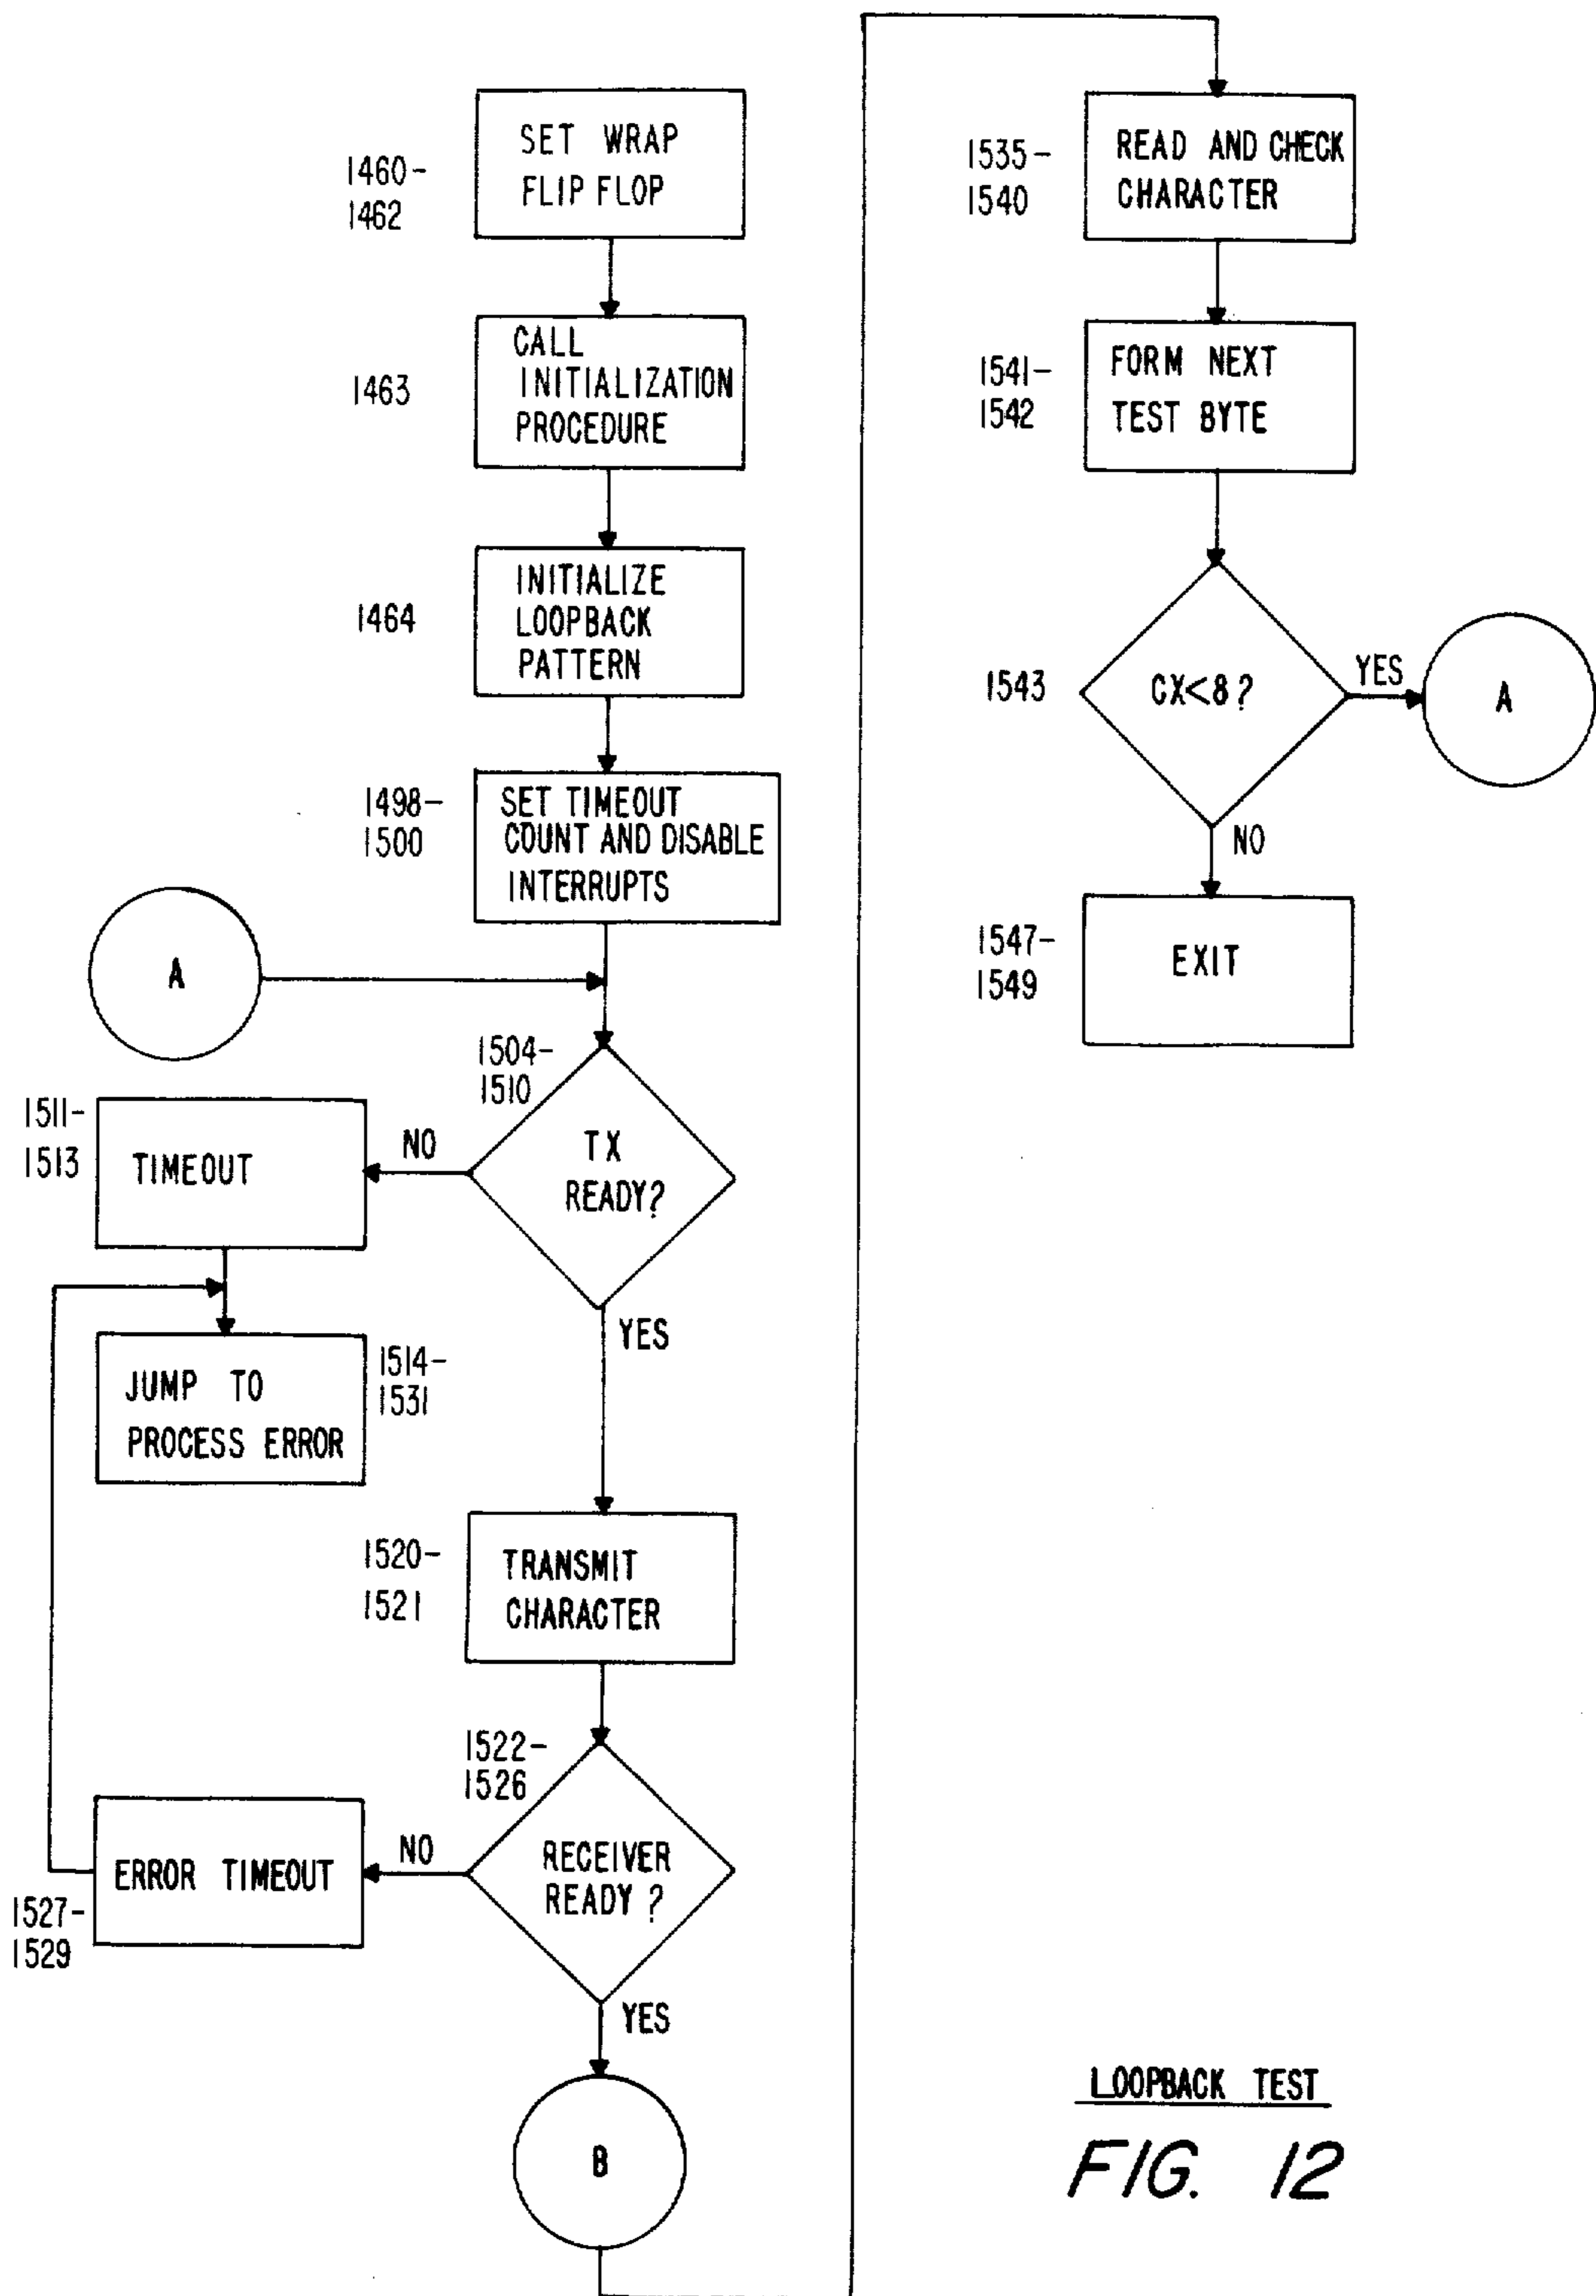 1460-
1462
SET WRAP
FLIP FLOP
1463
CALL
INITIALIZATION
PROCEDURE
1464
INITIALIZE
LOOPBACK
PATTERN
1498-
1500
SET TIMEOUT
COUNT AND DISABLE
INTERRUPTS
A
1504-
1510
TX
READY?
NO
YES
1511-
1513
TIMEOUT
JUMP TO
PROCESS ERROR
1514-
1531
1520-
1521
TRANSMIT
CHARACTER
1522-
1526
RECEIVER
READY ?
NO
YES
ERROR TIMEOUT
1527-
1529
B
1535-
1540
READ AND CHECK
CHARACTER
1541-
1542
FORM NEXT
TEST BYTE
1543
CX<8?
YES
A
NO
1547-
1549
EXIT
LOOPBACK TEST
FIG. 12